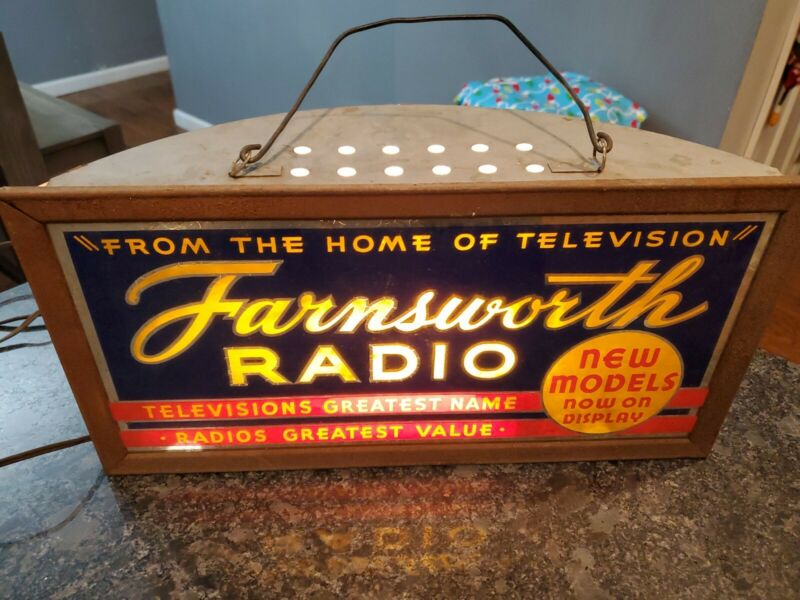 "FROM THE HOME OF TELEVISION"
Farnsworth
RADIO
NEW
MODELS
NOW ON
DISPLAY
TELEVISIONS GREATEST NAME
· RADIOS GREATEST VALUE ·